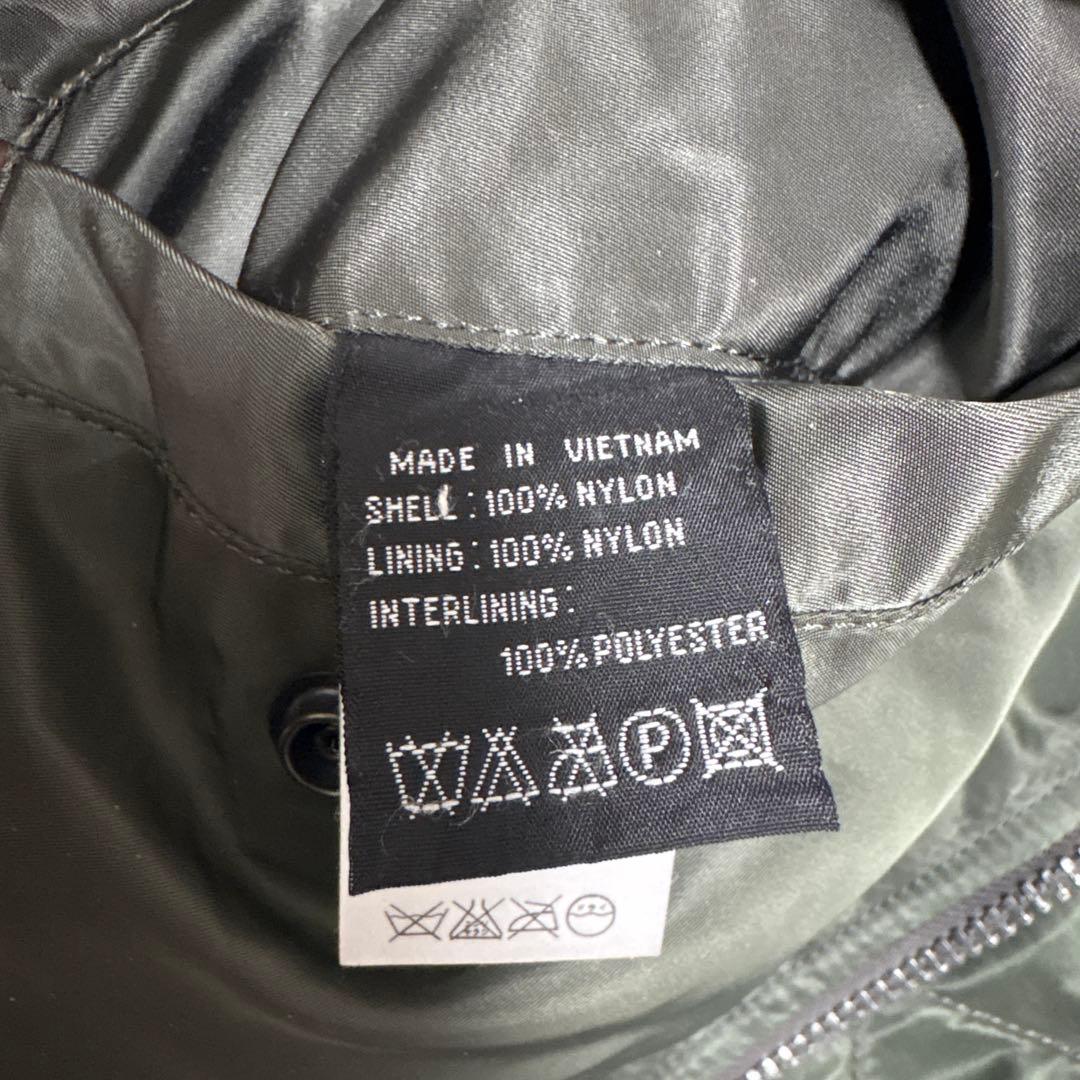 MADE IN VIETNAM
SHELL : 100% NYLON
LINING : 100% NYLON
INTERLINING :
100% POLYESTER
P